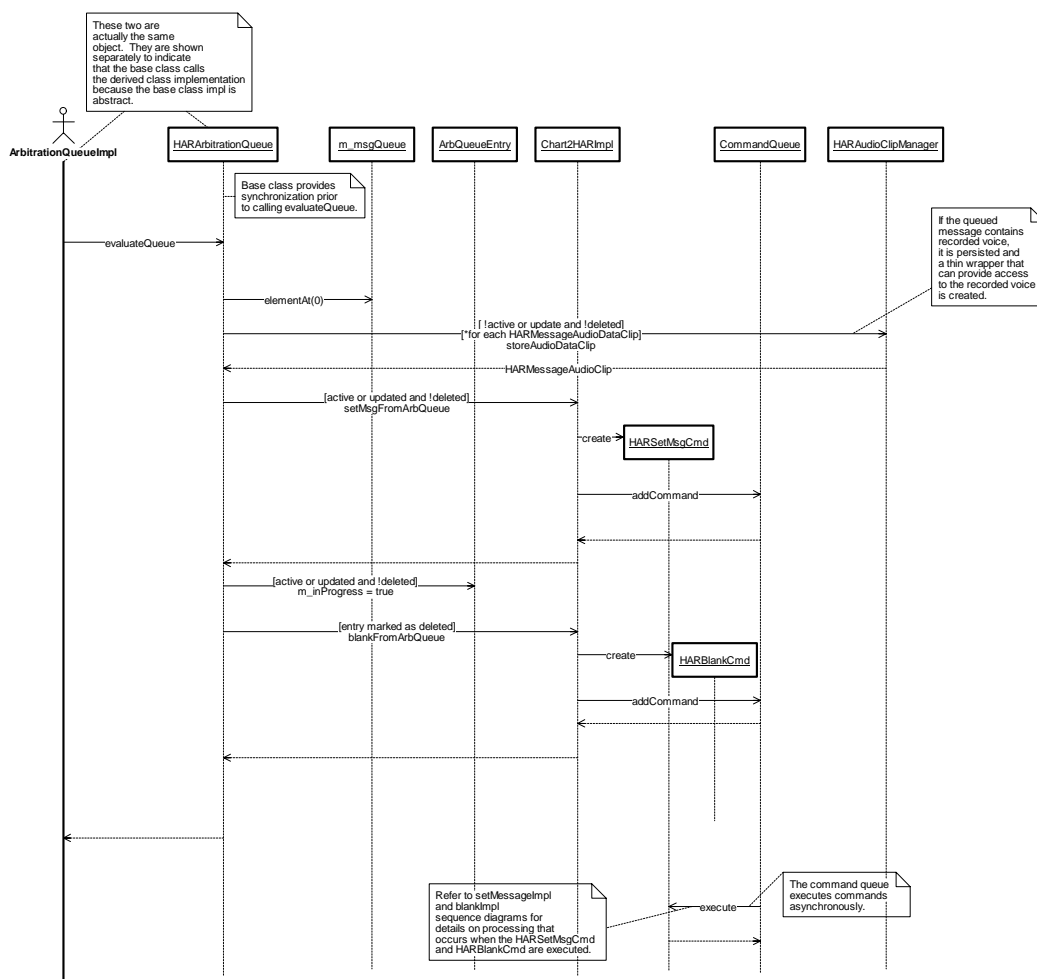 These two are
actually the same
object. They are shown
separately to indicate
that the base class calls
the derived class implementation
because the base class impl is
abstract.
ArbitrationQueueImpl
HARArbitrationQueue
m_msgQueue
ArbQueueEntry
Chart2HARImpl
CommandQueue
HARAudioClipManager
Base class provides
synchronization prior
to calling evaluateQueue.
If the queued
message contains
recorded voice,
it is persisted and
a thin wrapper that
can provide access
to the recorded voice
is created.
evaluateQueue
elementAt(0)
[ !active or update and !deleted]
[*for each HARMessageAudioDataClip]
storeAudioDataClip
HARMessageAudioClip
[active or updated and !deleted]
setMsgFromArbQueue
create
HARSetMsgCmd
addCommand
[active or updated and !deleted]
m_inProgress = true
[entry marked as deleted]
blankFromArbQueue
create
HARBlankCmd
addCommand
Refer to setMessageImpl
and blankImpl
sequence diagrams for
details on processing that
occurs when the HARSetMsgCmd
and HARBlankCmd are executed.
execute
The command queue
executes commands
asynchronously.